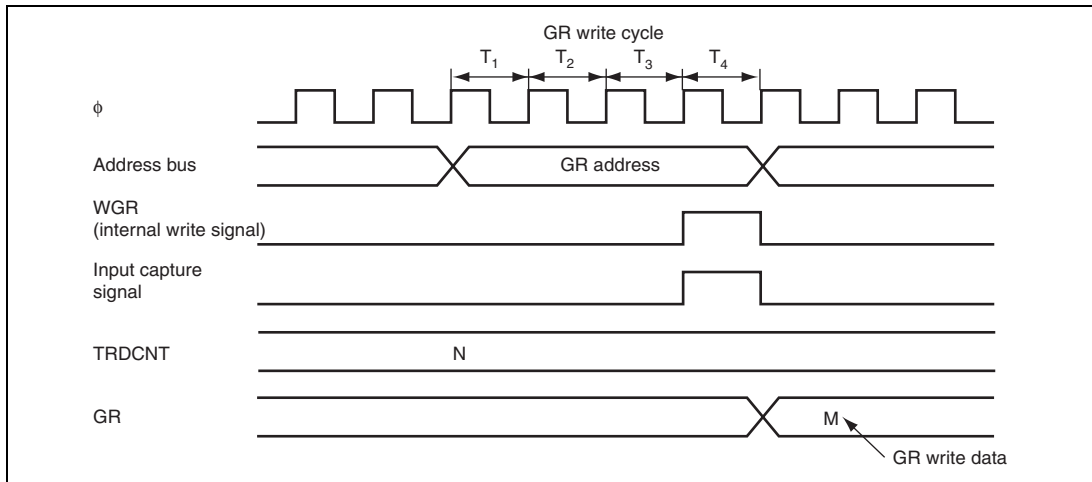 GR write cycle
T1 T2 T3 T4
ϕ
Address bus
GR address
WGR
(internal write signal)
Input capture
signal
TRDCNT
N
GR
M
GR write data